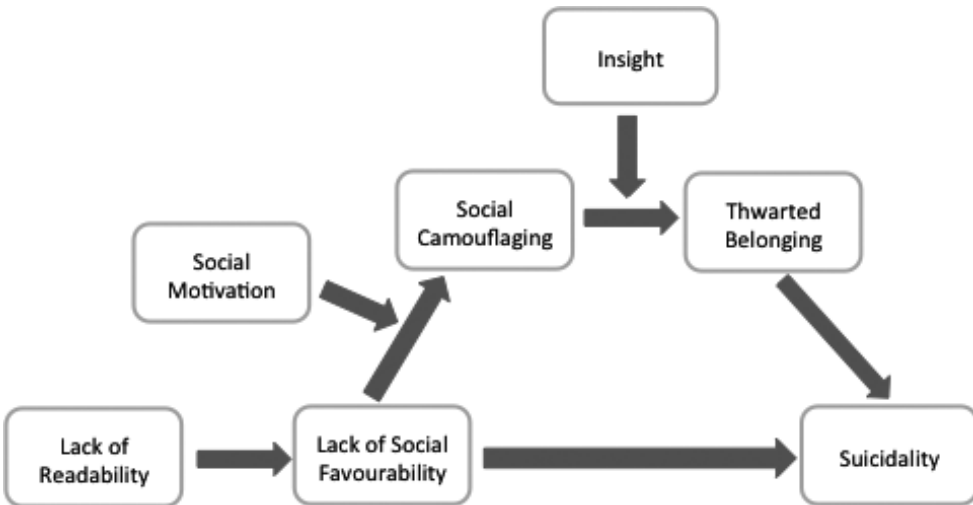 Insight
Social
Camouflaging
Thwarted
Belonging
Social
Motivation
Lack of
Readability
Lack of Social
Favourability
Suicidality